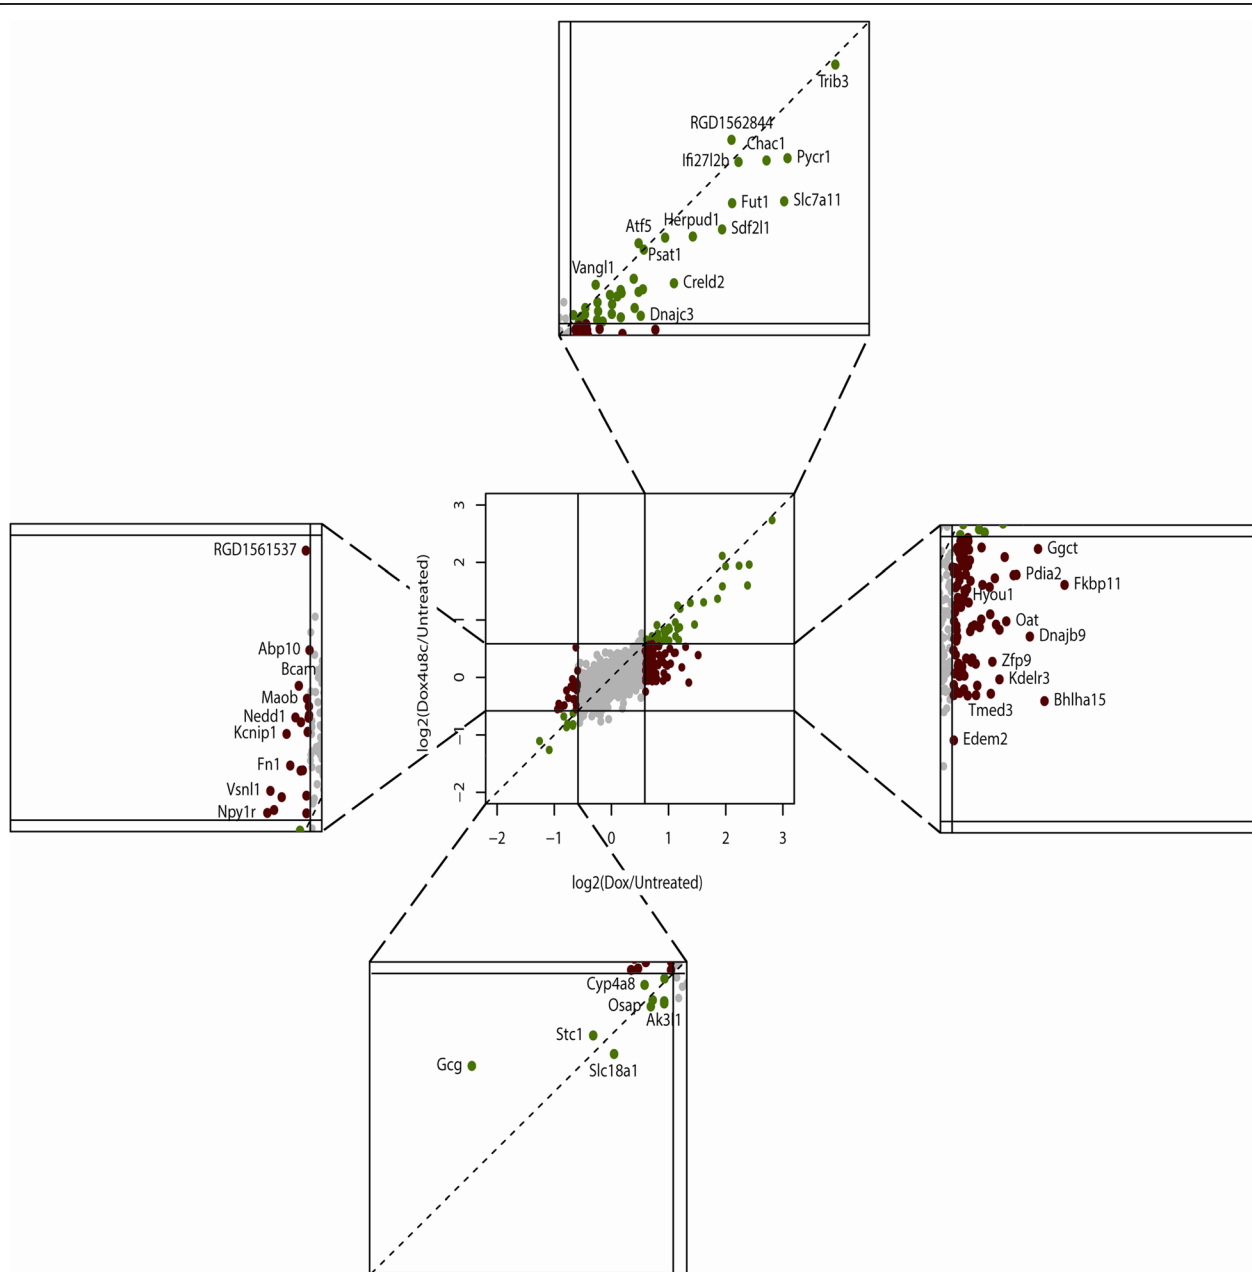 Trib3
RGD1562844
Chac1
Ifi27l2b
Pycr1
Fut1
Slc7a11
Herpud1
Atf5
Sdf2l1
Psat1
Vangl1
Creld2
Dnajc3
log2(Dox4u8c/Untreated)
3
2
1
0
−1
−2
−2 −1 0 1 2 3
log2(Dox/Untreated)
RGD1561537
Abp10
Bcam
Maob
Nedd1
Kcnip1
Fn1
Vsnl1
Npy1r
Ggct
Pdia2
Fkbp11
Hyou1
Oat
Dnajb9
Zfp9
Kdelr3
Bhlha15
Tmed3
Edem2
Cyp4a8
Osap
Ak3l1
Stc1
Gcg
Slc18a1